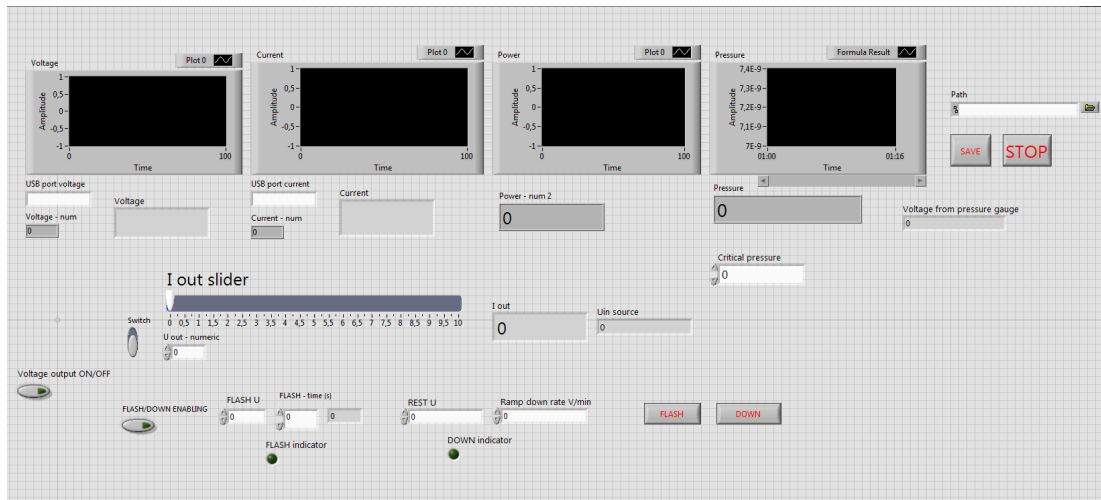 Voltage
Plot 0
1
0,5
0
-0,5
-1
Amplitude
0
100
Time
Current
Plot 0
1
0,5
0
-0,5
-1
Amplitude
0
100
Time
Power
Plot 0
1
0,5
0
-0,5
-1
Amplitude
0
100
Time
Pressure
Formula Result
7,4E-9
7,3E-9
7,2E-9
7,1E-9
7E-9
Amplitude
01:00
01:16
Time
Path
SAVE
STOP
USB port voltage
Voltage - num
0
Voltage
USB port current
Current - num
0
Current
Power - num 2
0
Pressure
0
Voltage from pressure gauge
0
Critical pressure
0
I out slider
0 0,5 1 1,5 2 2,5 3 3,5 4 4,5 5 5,5 6 6,5 7 7,5 8 8,5 9 9,5 10
Switch
U out - numeric
0
I out
0
Uin source
0
Voltage output ON/OFF
FLASH/DOWN ENABLING
FLASH U
0
FLASH - time (s)
0
0
REST U
0
Ramp down rate V/min
0
FLASH
DOWN
FLASH indicator
DOWN indicator